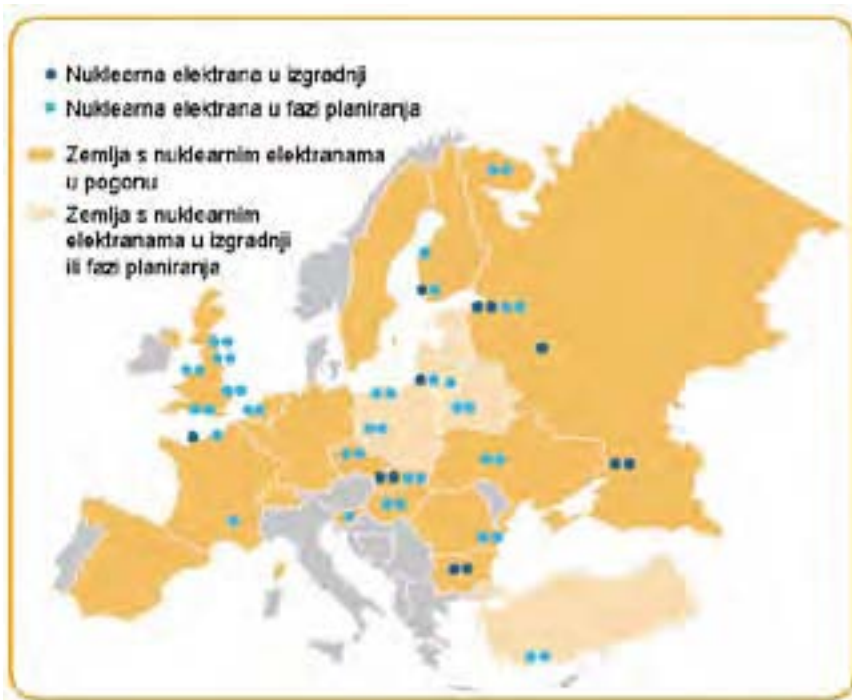 Nuklearna elektrana u izgradnji
Nuklearna elektrana u fazi planiranja
Zemlja s nuklearnim elektranama
u pogonu
Zemlja s nuklearnim
elektranama u izgradnji
ili fazi planiranja